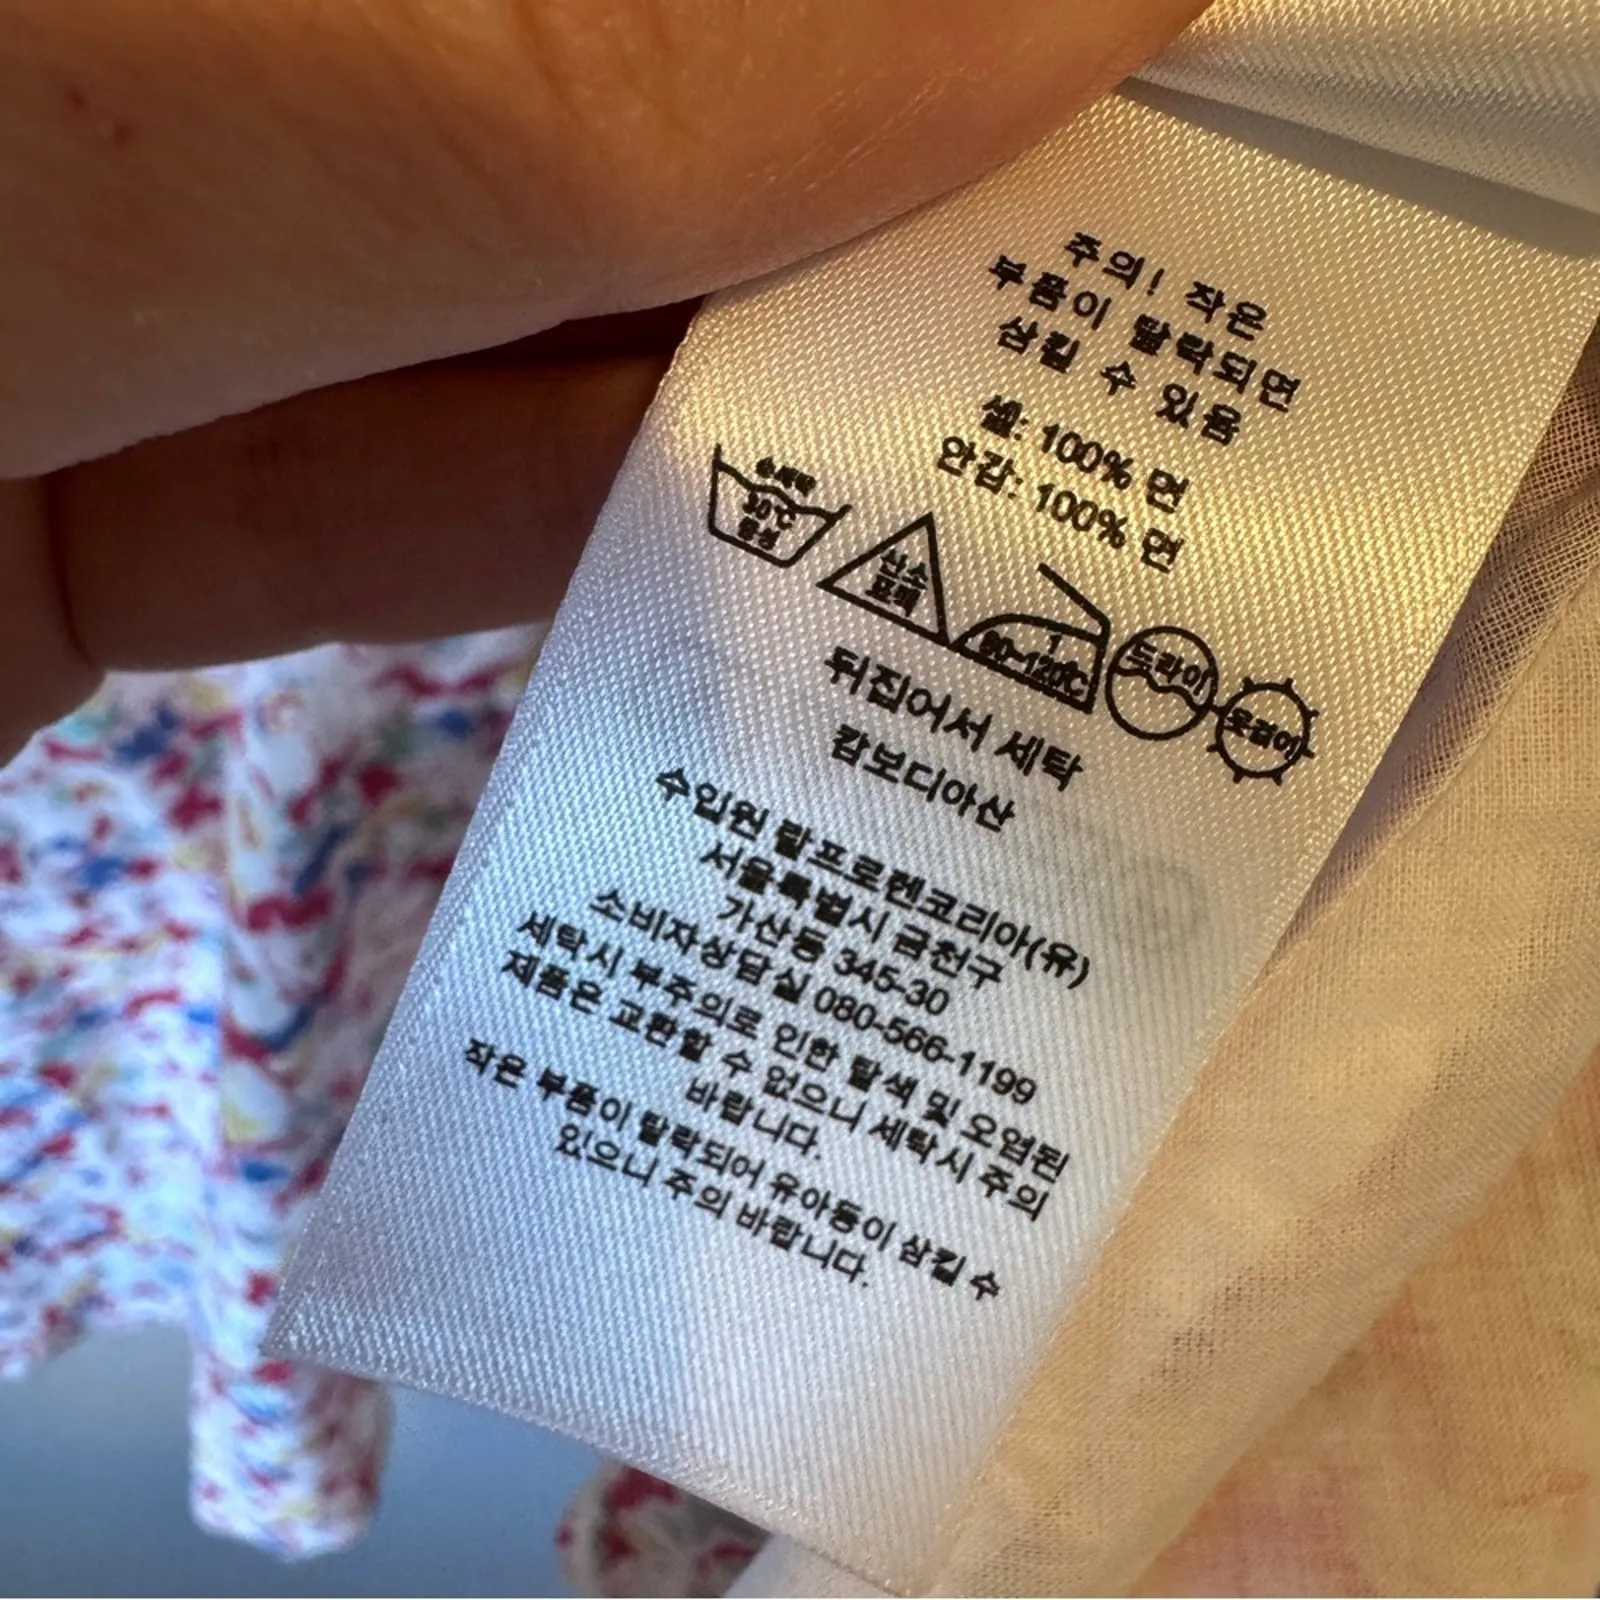 주의! 작은
부품이 탈락되면
삼킬 수 있음
셸: 100% 면
안감: 100% 면
손세탁
30℃
중성
산소
표백
1
80~120℃
드라이
옷걸이
뒤집어서 세탁
캄보디아산
수입원 랄프로렌코리아(유)
서울특별시 금천구
가산동 345-30
소비자상담실 080-566-1199
세탁시 부주의로 인한 탈색 및 오염된
제품은 교환할 수 없으니 세탁시 주의
바랍니다.
작은 부품이 탈락되어 유아동이 삼킬 수
있으니 주의 바랍니다.